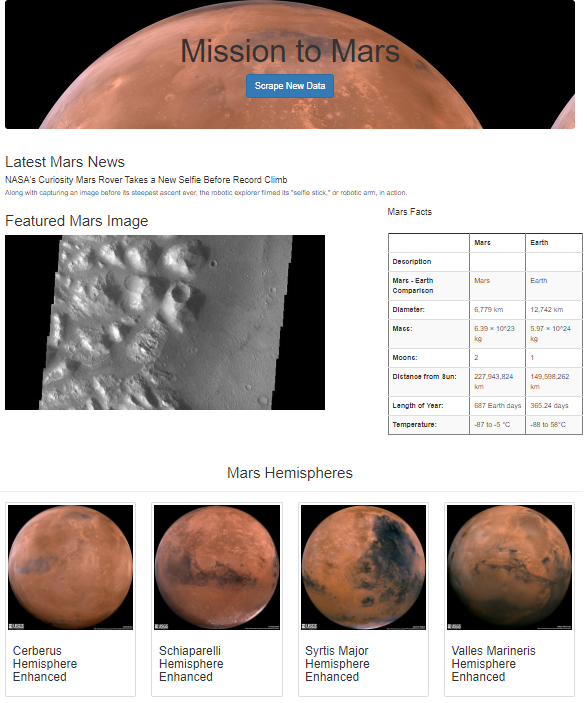 Mission to Mars
Scrape New Data
Latest Mars News
NASA's Curiosity Mars Rover Takes a New Selfie Before Record Climb
Along with capturing an image before its steepest ascent ever, the robotic explorer filmed its "selfie stick," or robotic arm, in action.
Featured Mars Image
Mars Facts
Mars Earth
Description
Mars - Earth Comparison Mars Earth
Diameter: 6,779 km 12,742 km
Mass: 6.39 × 10^23 kg 5.97 × 10^24 kg
Moons: 2 1
Distance from Sun: 227,943,824 km 149,598,262 km
Length of Year: 687 Earth days 365.24 days
Temperature: -87 to -5 °C -88 to 58°C
Mars Hemispheres
Cerberus
Hemisphere
Enhanced
Schiaparelli
Hemisphere
Enhanced
Syrtis Major
Hemisphere
Enhanced
Valles Marineris
Hemisphere
Enhanced